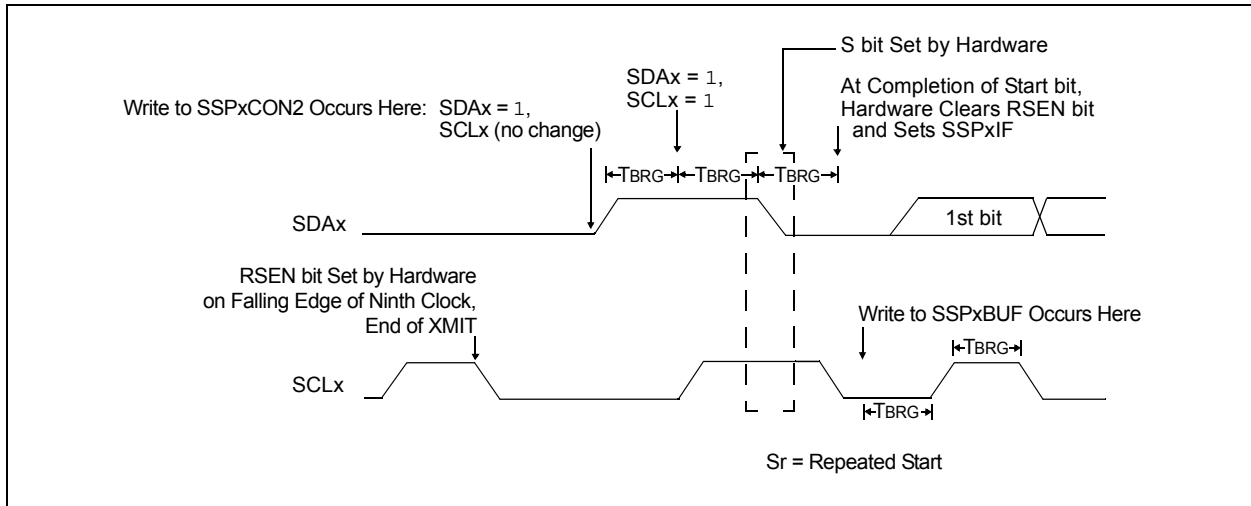 S bit Set by Hardware
SDAx = 1,
SCLx = 1
At Completion of Start bit,
Hardware Clears RSEN bit
and Sets SSPxIF
Write to SSPxCON2 Occurs Here: SDAx = 1,
SCLx (no change)
TBRG TBRG TBRG
SDAx
1st bit
RSEN bit Set by Hardware
on Falling Edge of Ninth Clock,
End of XMIT
Write to SSPxBUF Occurs Here
TBRG
SCLx
TBRG
Sr = Repeated Start